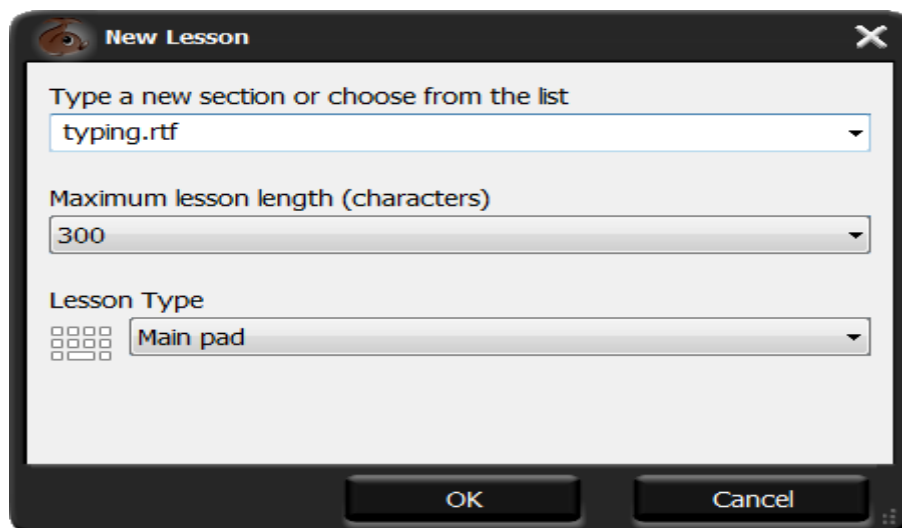 New Lesson
Type a new section or choose from the list
typing.rtf
Maximum lesson length (characters)
300
Lesson Type
Main pad
OK Cancel